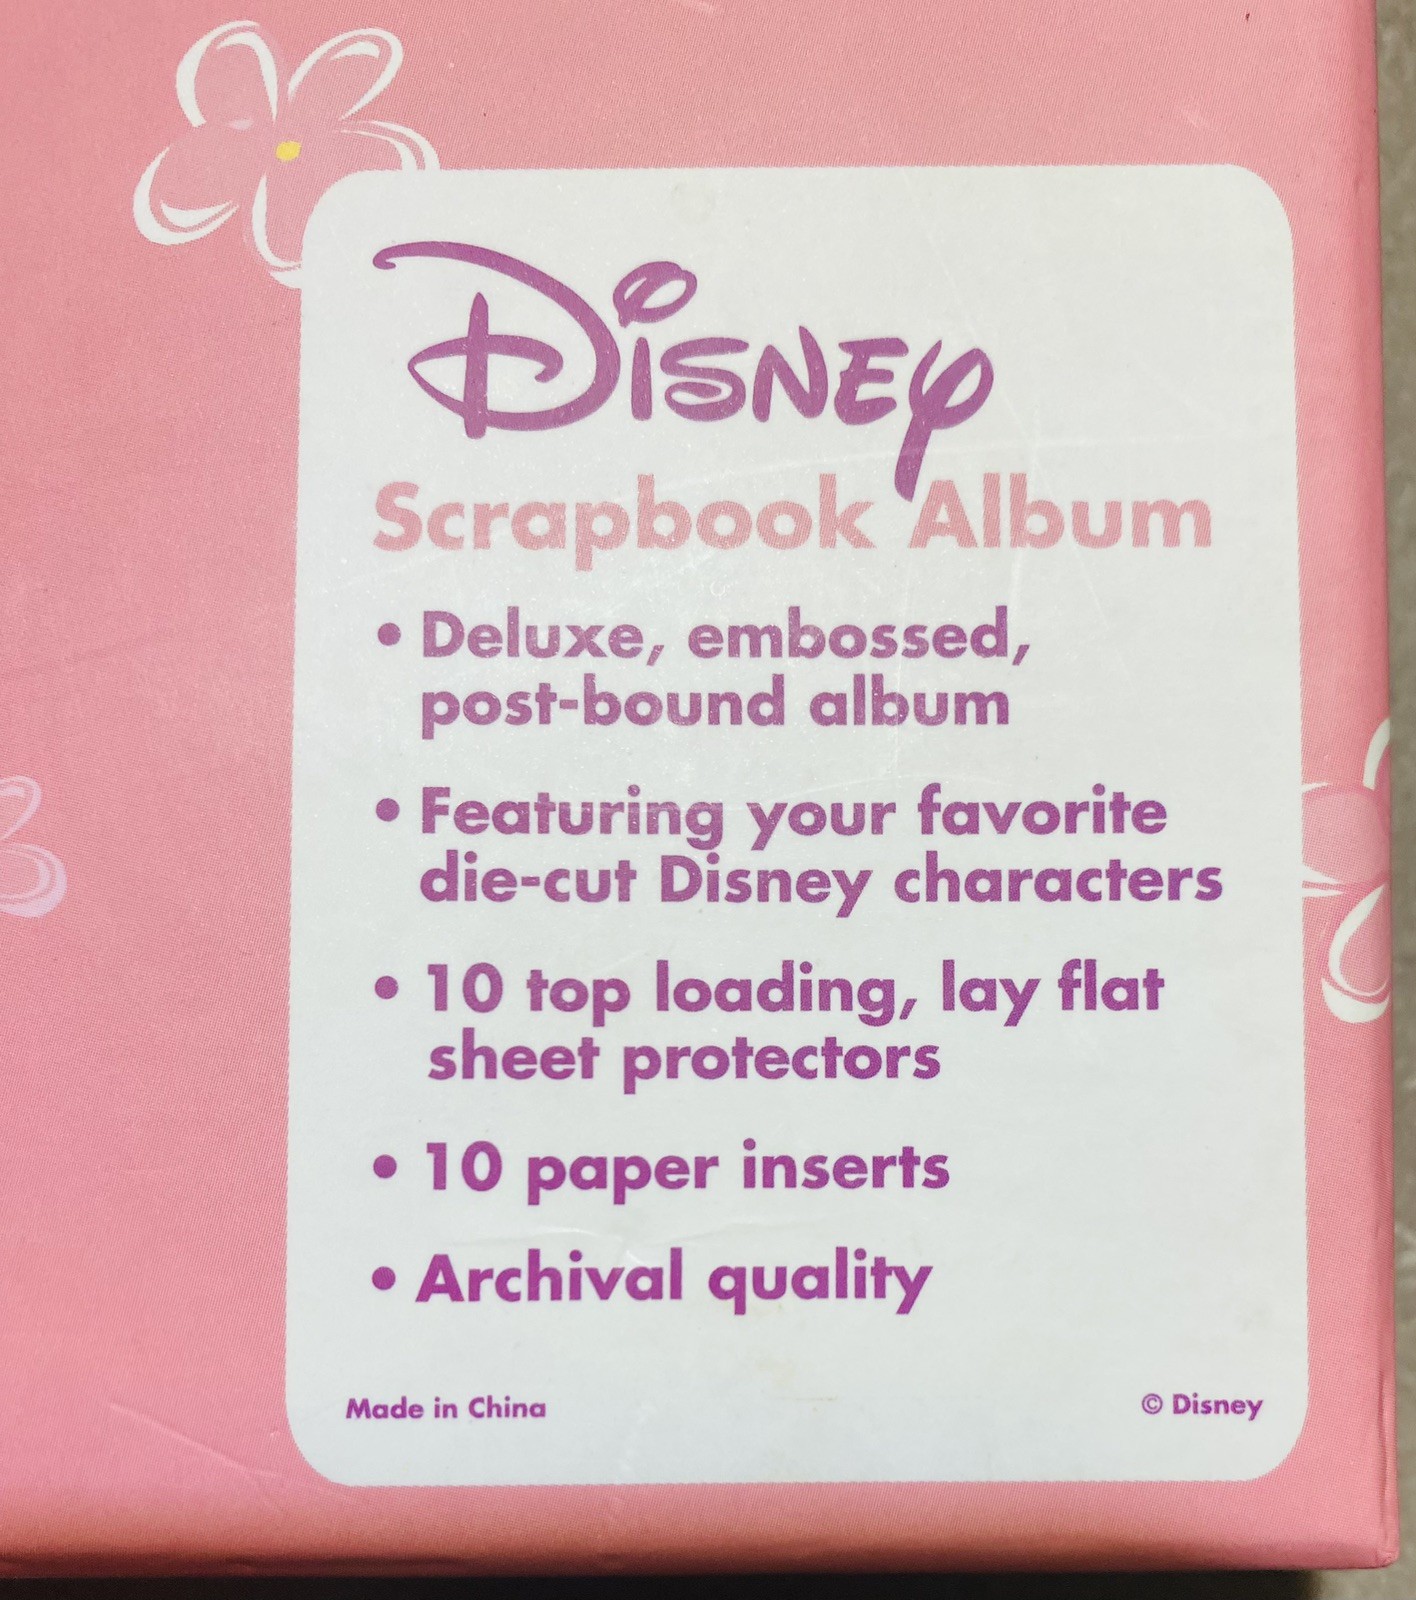 Disney
Scrapbook Album
• Deluxe, embossed,
post-bound album
• Featuring your favorite
die-cut Disney characters
• 10 top loading, lay flat
sheet protectors
• 10 paper inserts
• Archival quality
Made in China
© Disney